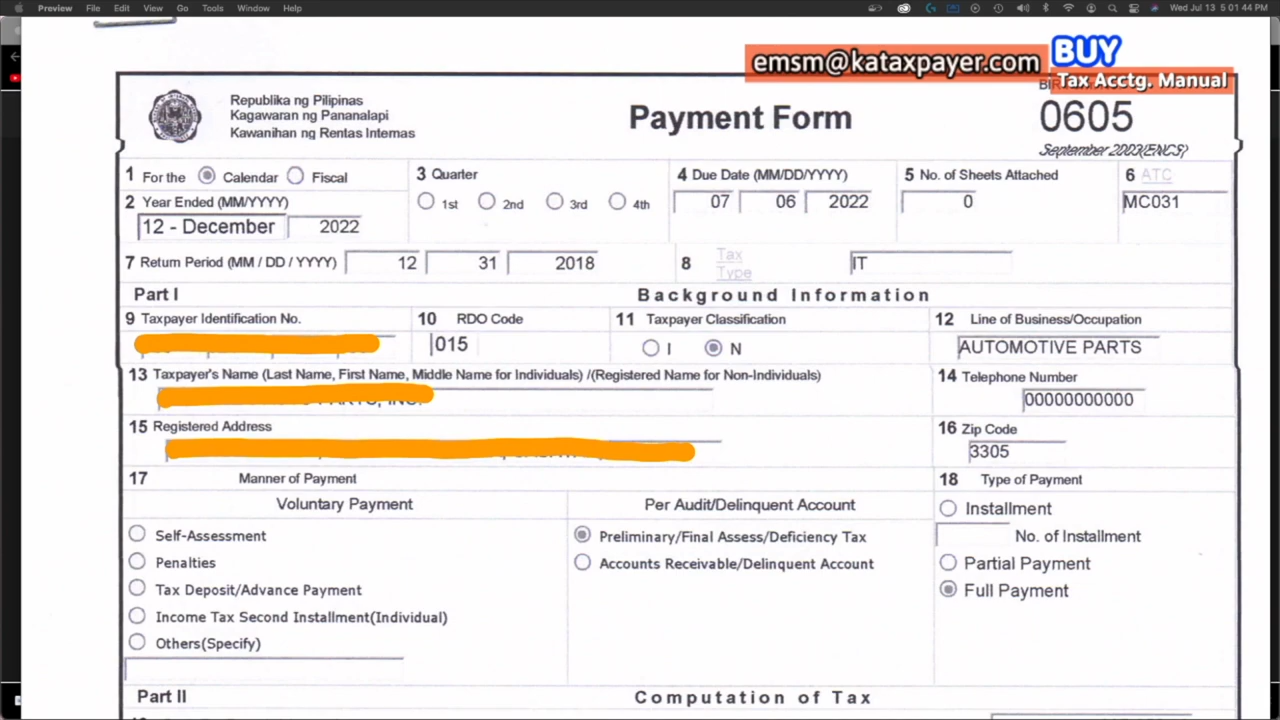 Preview File Edit View Go Tools Window Help Wed Jul 13 5:01:44 PM
emsm@kataxpayer.com BUY
Tax Acctg. Manual
Republika ng Pilipinas
Kagawaran ng Pananalapi
Kawanihan ng Rentas Internas
Payment Form
0605
September 2003(ENCS)
1 For the Calendar Fiscal
3 Quarter
1st 2nd 3rd 4th
4 Due Date (MM/DD/YYYY)
07 06 2022
5 No. of Sheets Attached
0
6 ATC
MC031
2 Year Ended (MM/YYYY)
12 - December 2022
7 Return Period (MM / DD / YYYY) 12 31 2018
8 Tax Type IT
Part I Background Information
9 Taxpayer Identification No.
10 RDO Code
015
11 Taxpayer Classification
I N
12 Line of Business/Occupation
AUTOMOTIVE PARTS
13 Taxpayer's Name (Last Name, First Name, Middle Name for Individuals) /(Registered Name for Non-Individuals)
14 Telephone Number
00000000000
15 Registered Address
16 Zip Code
3305
17 Manner of Payment
18 Type of Payment
Voluntary Payment
Per Audit/Delinquent Account
Self-Assessment
Penalties
Tax Deposit/Advance Payment
Income Tax Second Installment(Individual)
Others(Specify)
Preliminary/Final Assess/Deficiency Tax
Accounts Receivable/Delinquent Account
Installment
No. of Installment
Partial Payment
Full Payment
Part II Computation of Tax